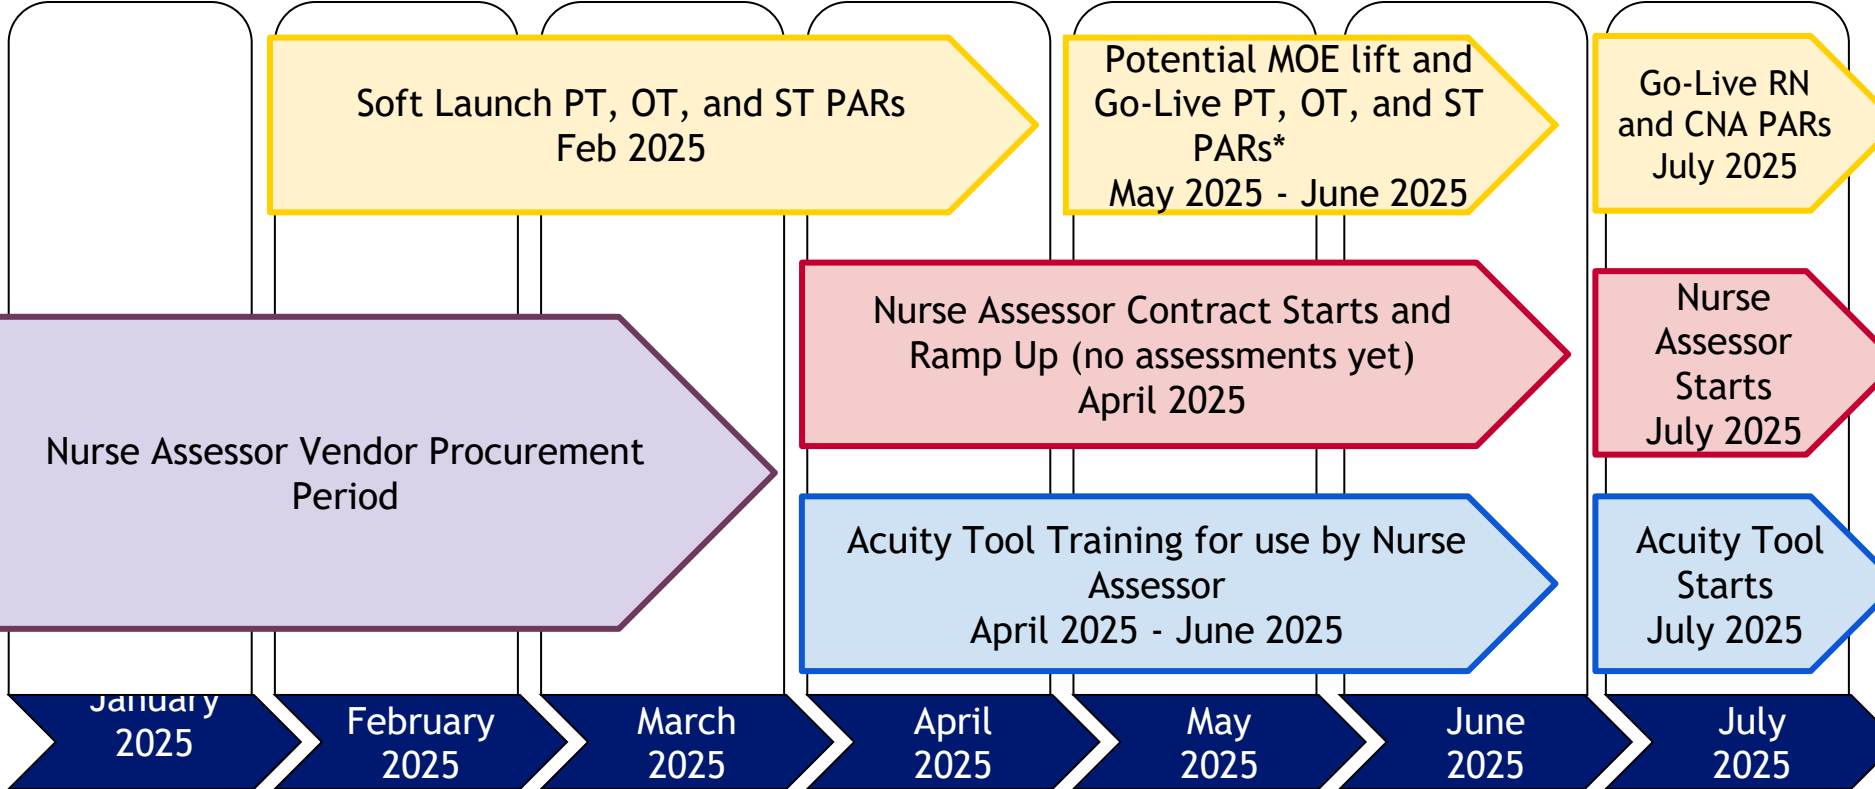 Soft Launch PT, OT, and ST PARs
Feb 2025
Potential MOE lift and
Go-Live PT, OT, and ST
PARs*
May 2025 - June 2025
Go-Live RN
and CNA PARs
July 2025
Nurse Assessor Contract Starts and
Ramp Up (no assessments yet)
April 2025
Nurse
Assessor
Starts
July 2025
Nurse Assessor Vendor Procurement
Period
Acuity Tool Training for use by Nurse
Assessor
April 2025 - June 2025
Acuity Tool
Starts
July 2025
January
2025
February
2025
March
2025
April
2025
May
2025
June
2025
July
2025